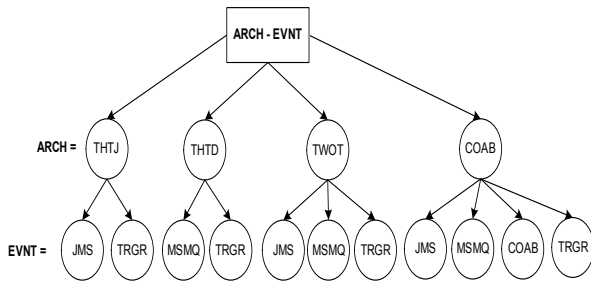 ARCH - EVNT
ARCH = THTJ THTD TWOT COAB
EVNT = JMS TRGR MSMQ TRGR JMS MSMQ TRGR JMS MSMQ COAB TRGR